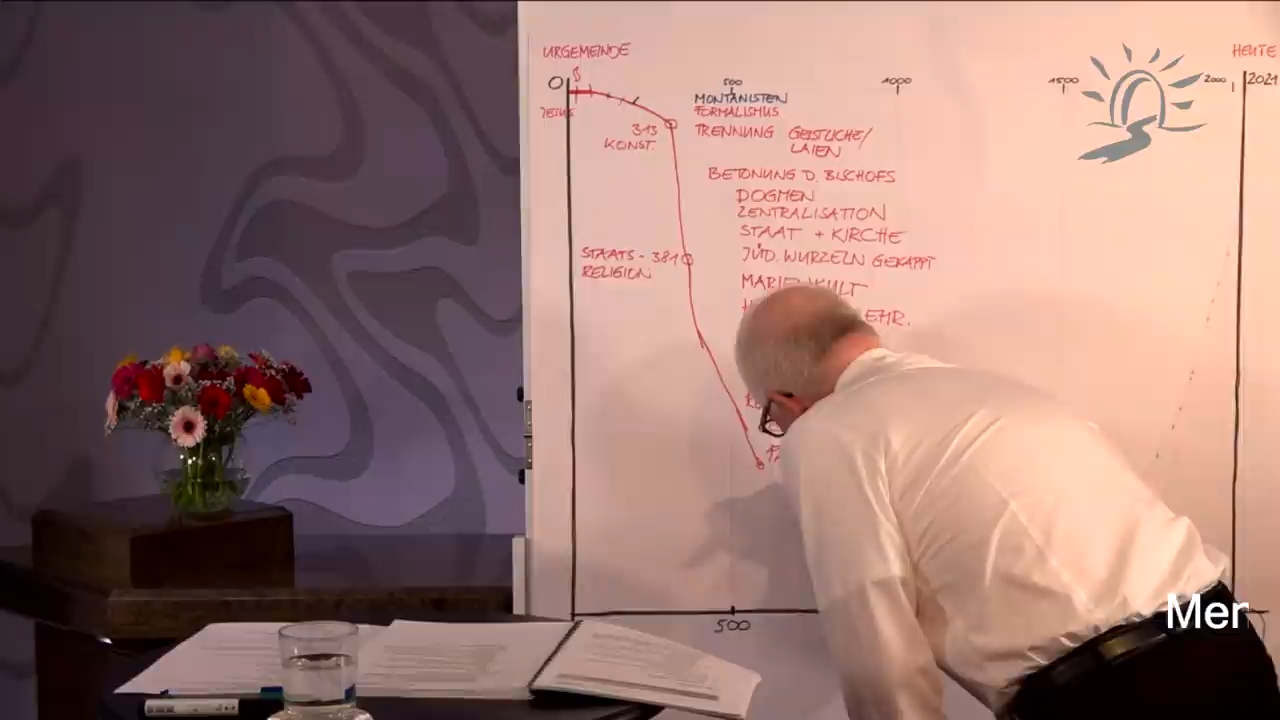 URGEMEINDE
HEUTE
0
500
1000
1500
2000
2021
JESUS
MONTANISTEN
FORMALISMUS
313
KONST.
TRENNUNG GEISTLICHE/
LAIEN
BETONUNG D. BISCHOFS
DOGMEN
ZENTRALISATION
STAAT + KIRCHE
STAATS- 381
RELIGION
JÜD. WURZELN GEKAPPT
500
Mer